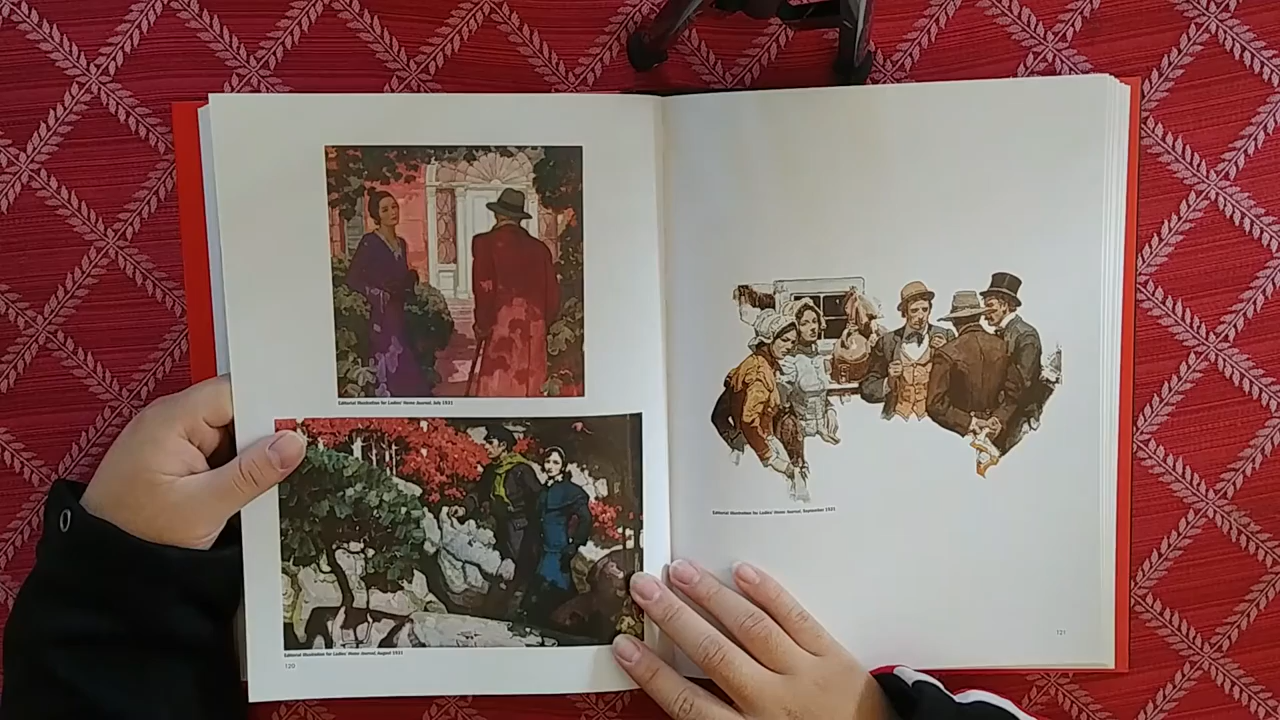 Editorial Illustration for Ladies' Home Journal, July 1931
Editorial Illustration for Ladies' Home Journal, August 1931
120
Editorial Illustration for Ladies' Home Journal, September 1931
121